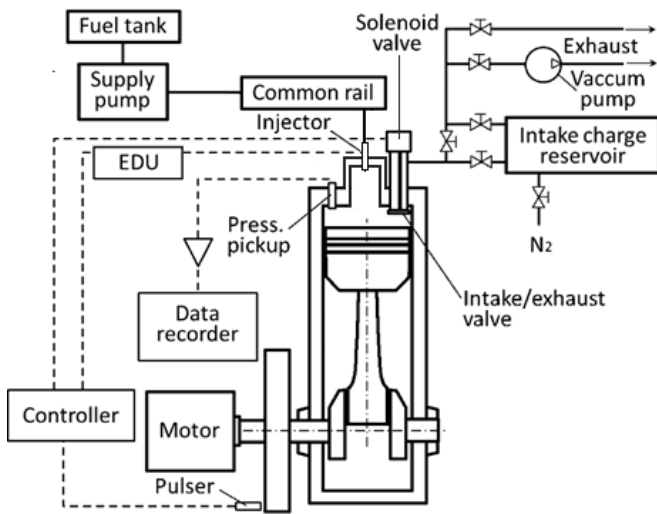 Fuel tank
Supply
pump
Common rail
Injector
Solenoid
valve
Exhaust
Vaccum
pump
Intake charge
reservoir
N2
EDU
Press.
pickup
Data
recorder
Intake/exhaust
valve
Controller
Motor
Pulser